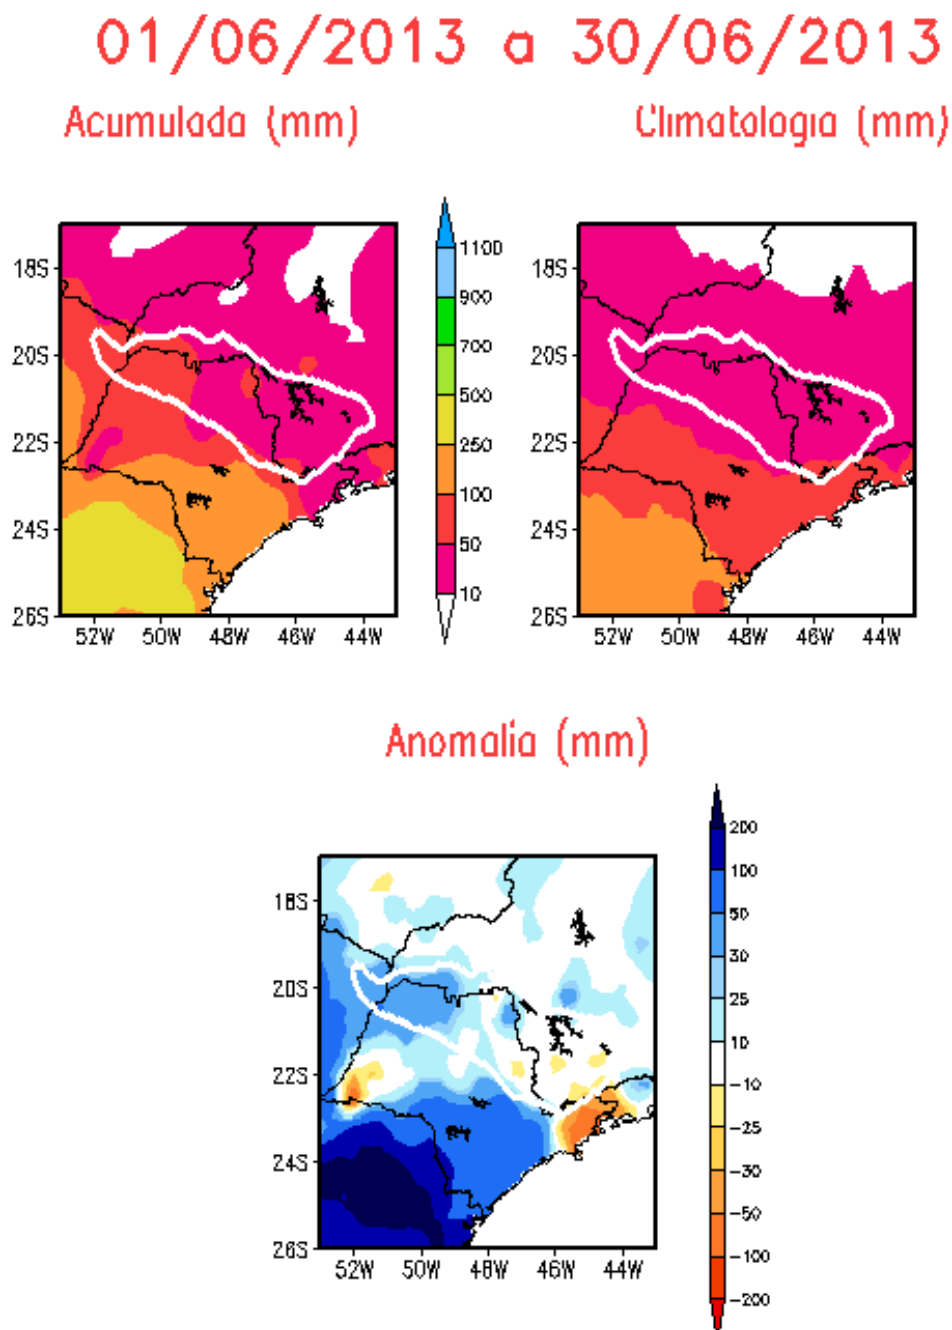 01/06/2013 a 30/06/2013
Acumulada (mm)
Climatologia (mm)
18S
20S
22S
24S
26S
52W 50W 48W 46W 44W
1100
900
700
500
250
100
50
10
18S
20S
22S
24S
26S
52W 50W 48W 46W 44W
Anomalia (mm)
18S
20S
22S
24S
26S
52W 50W 48W 46W 44W
200
100
50
30
25
10
-10
-25
-30
-50
-100
-200